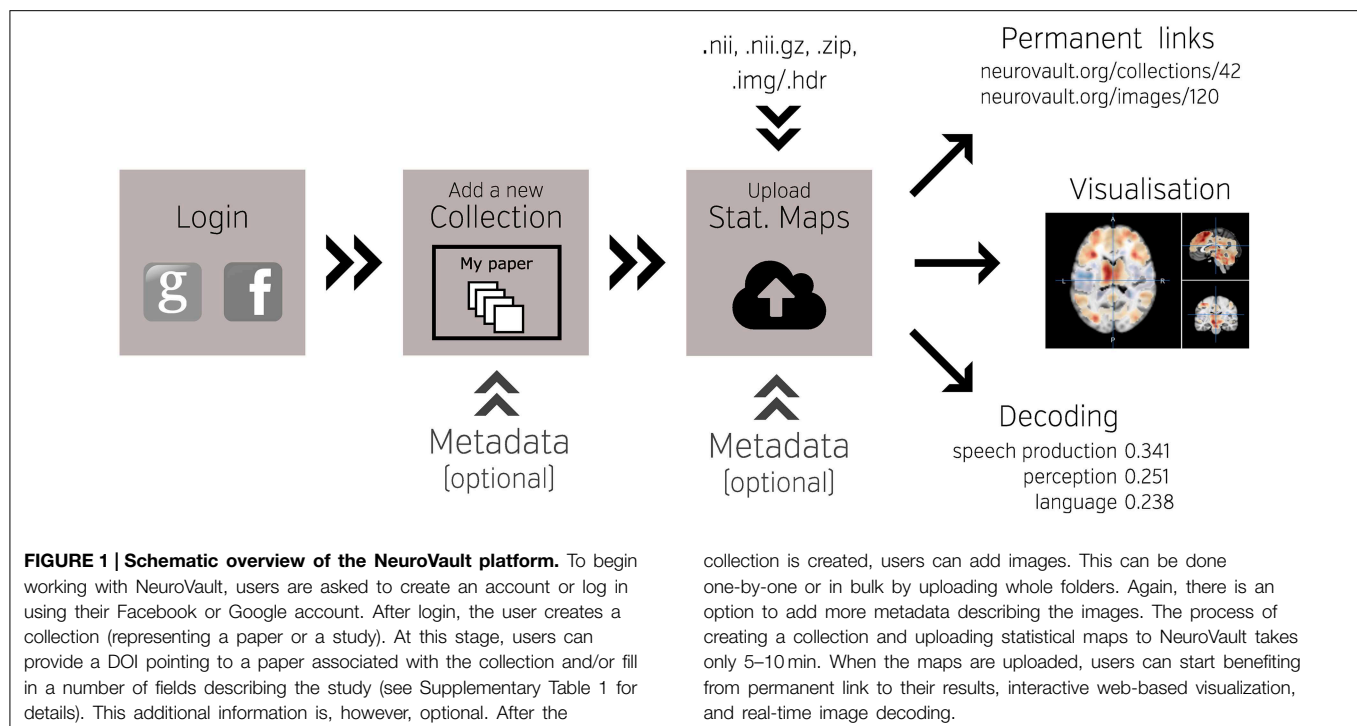 .nii, .nii.gz, .zip,
.img/.hdr
Permanent links
neurovault.org/collections/42
neurovault.org/images/120
Login
g f
Add a new
Collection
My paper
Upload
Stat. Maps
Visualisation
A
L R
P
Metadata
(optional)
Metadata
(optional)
Decoding
speech production 0.341
perception 0.251
language 0.238
FIGURE 1 | Schematic overview of the NeuroVault platform. To begin
working with NeuroVault, users are asked to create an account or log in
using their Facebook or Google account. After login, the user creates a
collection (representing a paper or a study). At this stage, users can
provide a DOI pointing to a paper associated with the collection and/or fill
in a number of fields describing the study (see Supplementary Table 1 for
details). This additional information is, however, optional. After the
collection is created, users can add images. This can be done
one-by-one or in bulk by uploading whole folders. Again, there is an
option to add more metadata describing the images. The process of
creating a collection and uploading statistical maps to NeuroVault takes
only 5–10 min. When the maps are uploaded, users can start benefiting
from permanent link to their results, interactive web-based visualization,
and real-time image decoding.